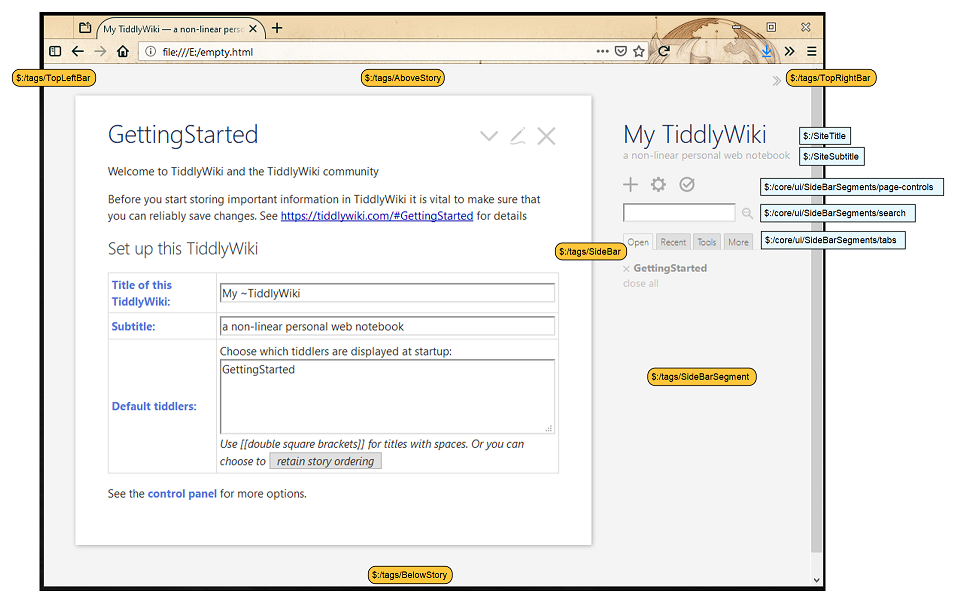 My TiddlyWiki — a non-linear pers
file:///E:/empty.html
$:/tags/TopLeftBar
$:/tags/AboveStory
$:/tags/TopRightBar
GettingStarted
Welcome to TiddlyWiki and the TiddlyWiki community
Before you start storing important information in TiddlyWiki it is vital to make sure that
you can reliably save changes. See https://tiddlywiki.com/#GettingStarted for details
Set up this TiddlyWiki
Title of this
TiddlyWiki:
My ~TiddlyWiki
Subtitle:
a non-linear personal web notebook
Default tiddlers:
Choose which tiddlers are displayed at startup:
GettingStarted
Use [[double square brackets]] for titles with spaces. Or you can
choose to retain story ordering
See the control panel for more options.
My TiddlyWiki
$:/SiteTitle
a non-linear personal web notebook
$:/SiteSubtitle
$:/core/ui/SideBarSegments/page-controls
$:/core/ui/SideBarSegments/search
$:/tags/SideBar
Open Recent Tools More
$:/core/ui/SideBarSegments/tabs
GettingStarted
close all
$:/tags/SideBarSegment
$:/tags/BelowStory